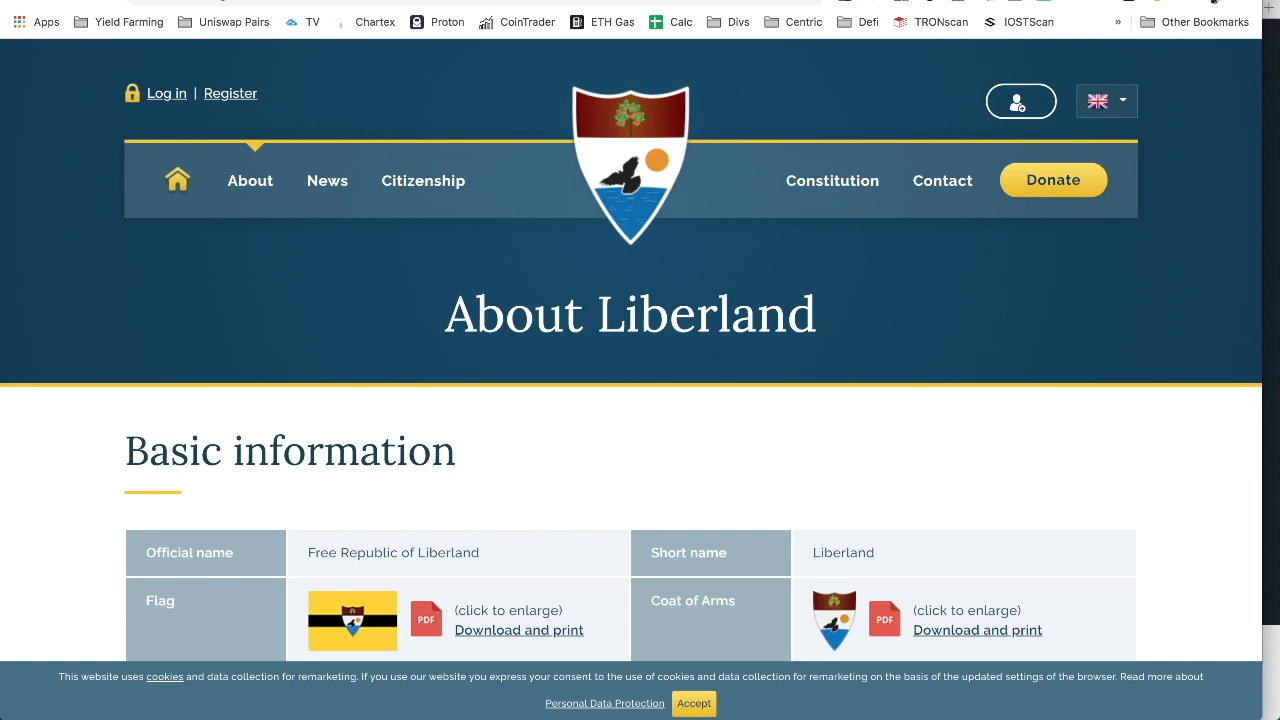 Apps Yield Farming Uniswap Pairs TV Chartex Proton CoinTrader ETH Gas Calc Divs Centric Defi TRONscan IOSTSsan » Other Bookmarks
Log in | Register
About News Citizenship Constitution Contact Donate
About Liberland
Basic information
Official name Free Republic of Liberland Short name Liberland
Flag PDF (click to enlarge) Coat of Arms PDF (click to enlarge)
Download and print Download and print
This website uses cookies and data collection for remarketing. If you use our website you express your consent to the use of cookies and data collection for remarketing on the basis of the updated settings of the browser. Read more about
Personal Data Protection Accept